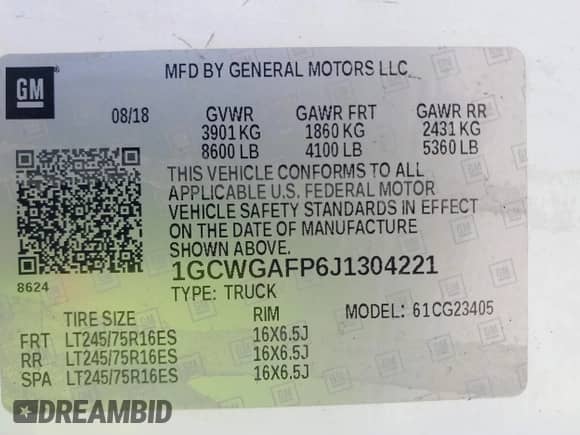 GM
MFD BY GENERAL MOTORS LLC
08/18 GVWR GAWR FRT GAWR RR
3901 KG 1860 KG 2431 KG
8600 LB 4100 LB 5360 LB
THIS VEHICLE CONFORMS TO ALL
APPLICABLE U.S. FEDERAL MOTOR
VEHICLE SAFETY STANDARDS IN EFFECT
ON THE DATE OF MANUFACTURE
SHOWN ABOVE.
8624
1GCWGAFP6J1304221
TYPE: TRUCK MODEL: 61CG23405
TIRE SIZE RIM
FRT LT245/75R16ES 16X6.5J
RR LT245/75R16ES 16X6.5J
SPA LT245/75R16ES 16X6.5J
DREAMBID